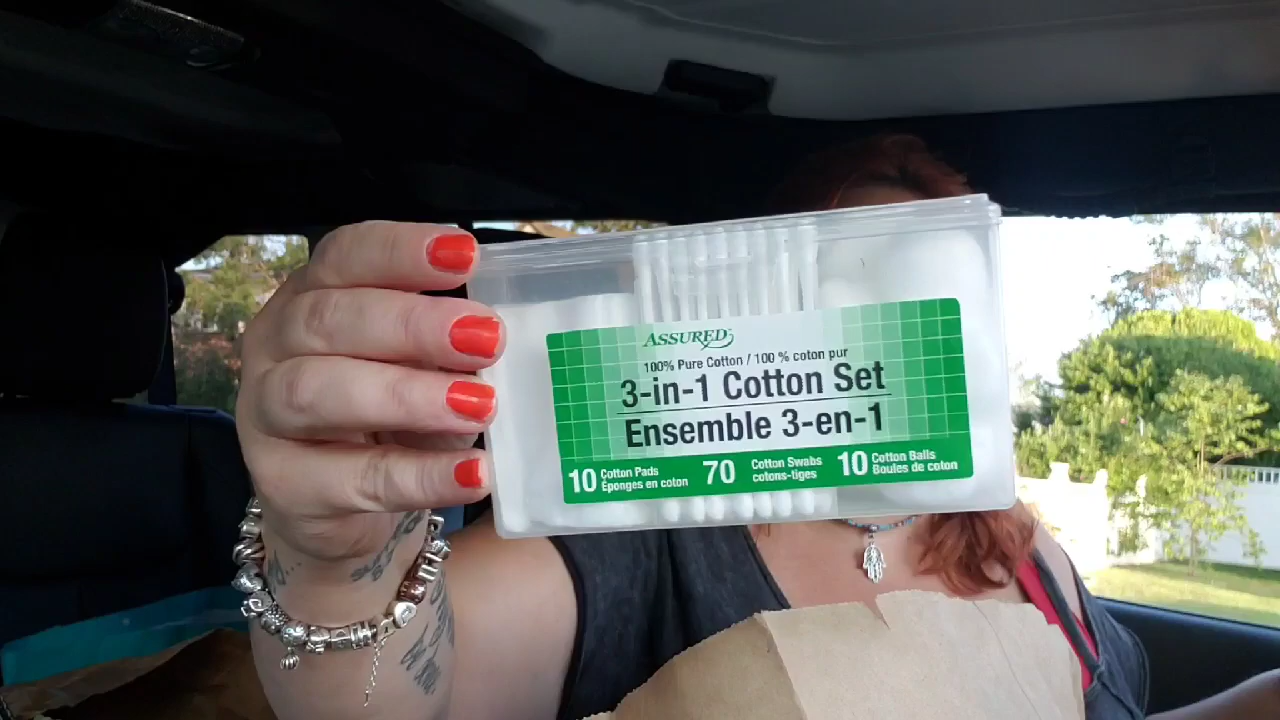 ASSURED
100% Pure Cotton / 100 % coton pur
3-in-1 Cotton Set
Ensemble 3-en-1
10 Cotton Pads
Éponges en coton
70 Cotton Swabs
cotons-tiges
10 Cotton Balls
Boules de coton